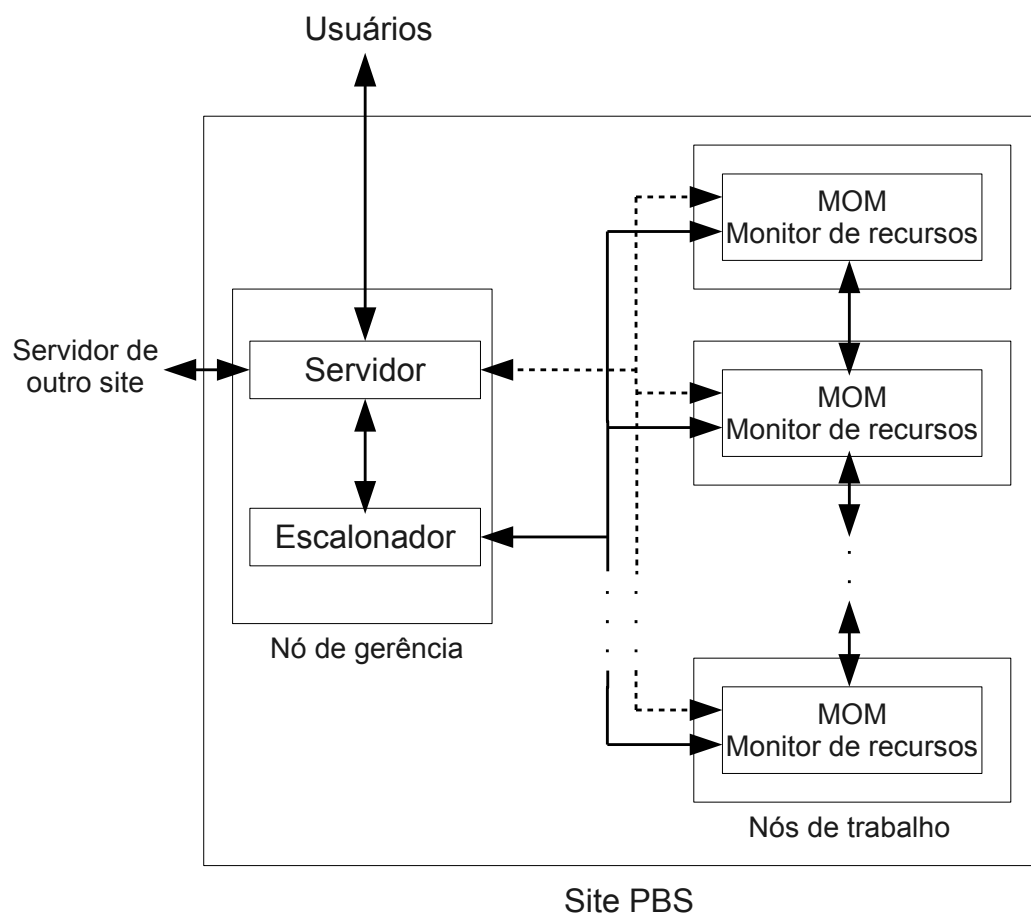 Usuários
MOM
Monitor de recursos
Servidor de
outro site
Servidor
MOM
Monitor de recursos
Escalonador
Nó de gerência
MOM
Monitor de recursos
Nós de trabalho
Site PBS